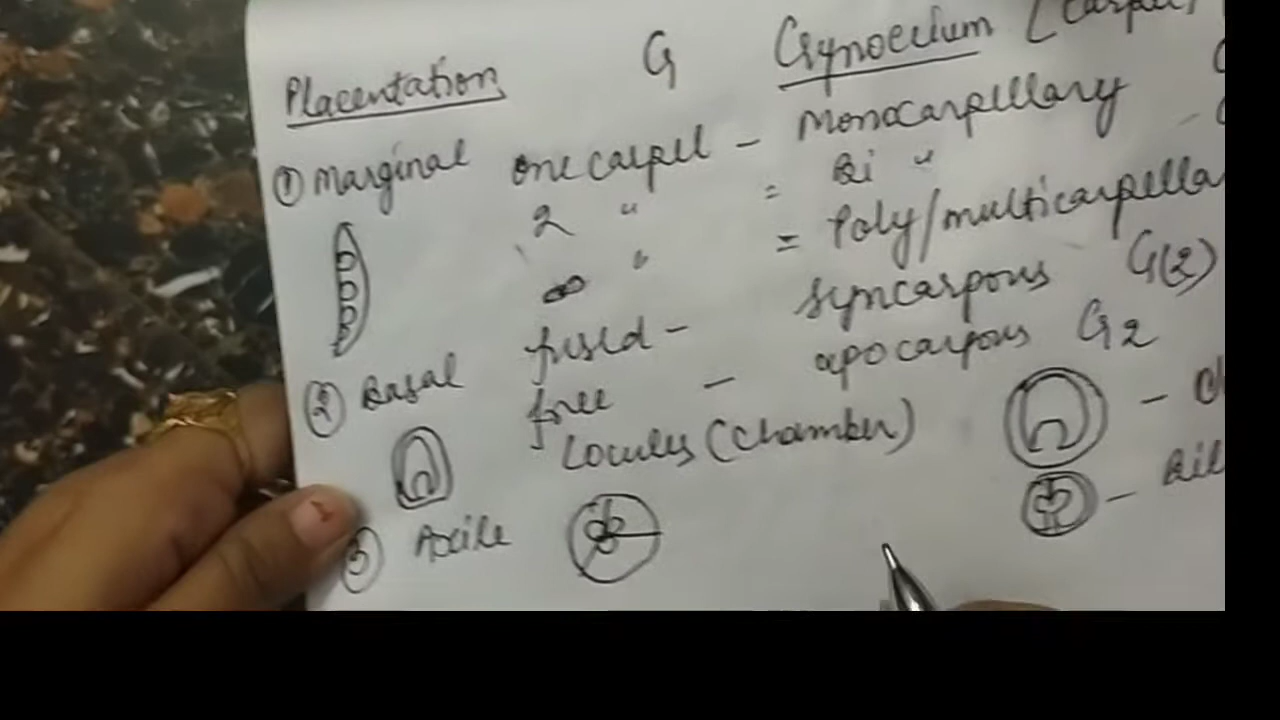 Placentation G Gynoecium [Carpel
① Marginal one carpel - Monocarpellary
2 " = Bi "
∞ " = Poly/multicarpella
fused - syncarpous G(2)
② Basal free - apocarpous G2
Locules (chamber)
③ Axile
- Bil